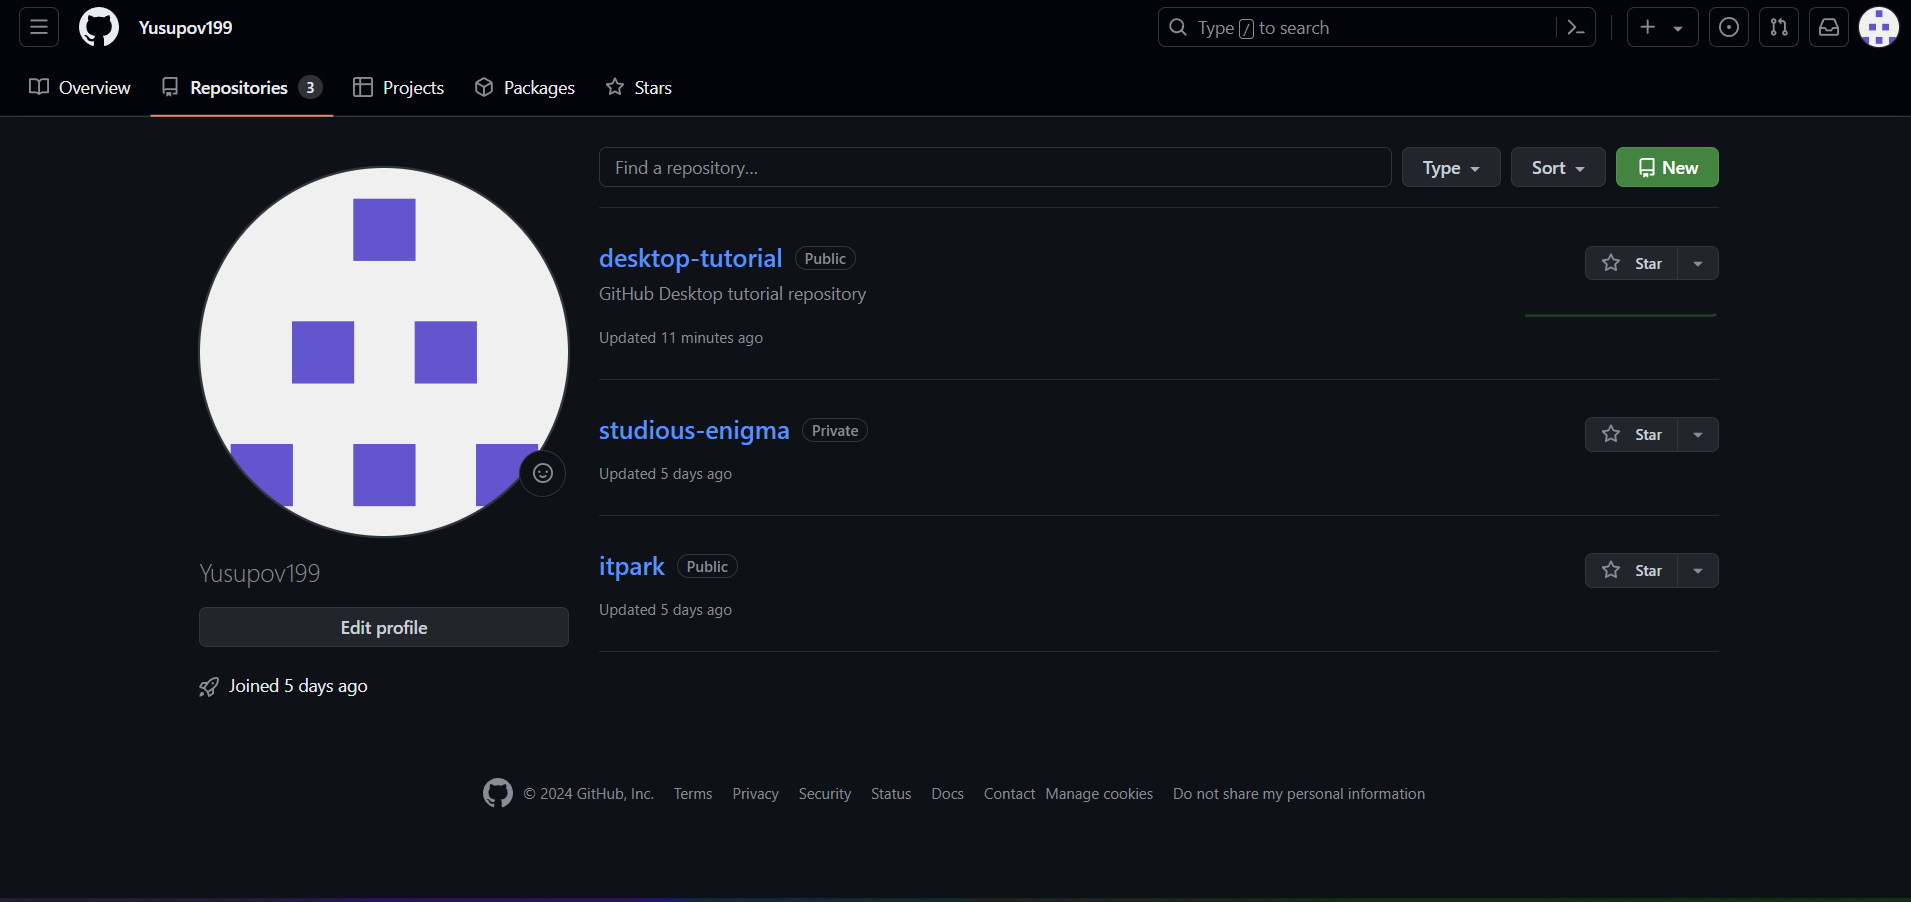 Yusupov199
Type / to search
Overview
Repositories 3
Projects
Packages
Stars
Find a repository...
Type
Sort
New
desktop-tutorial Public
Star
GitHub Desktop tutorial repository
Updated 11 minutes ago
studious-enigma Private
Star
Updated 5 days ago
itpark Public
Star
Updated 5 days ago
Yusupov199
Edit profile
Joined 5 days ago
© 2024 GitHub, Inc. Terms Privacy Security Status Docs Contact Manage cookies Do not share my personal information